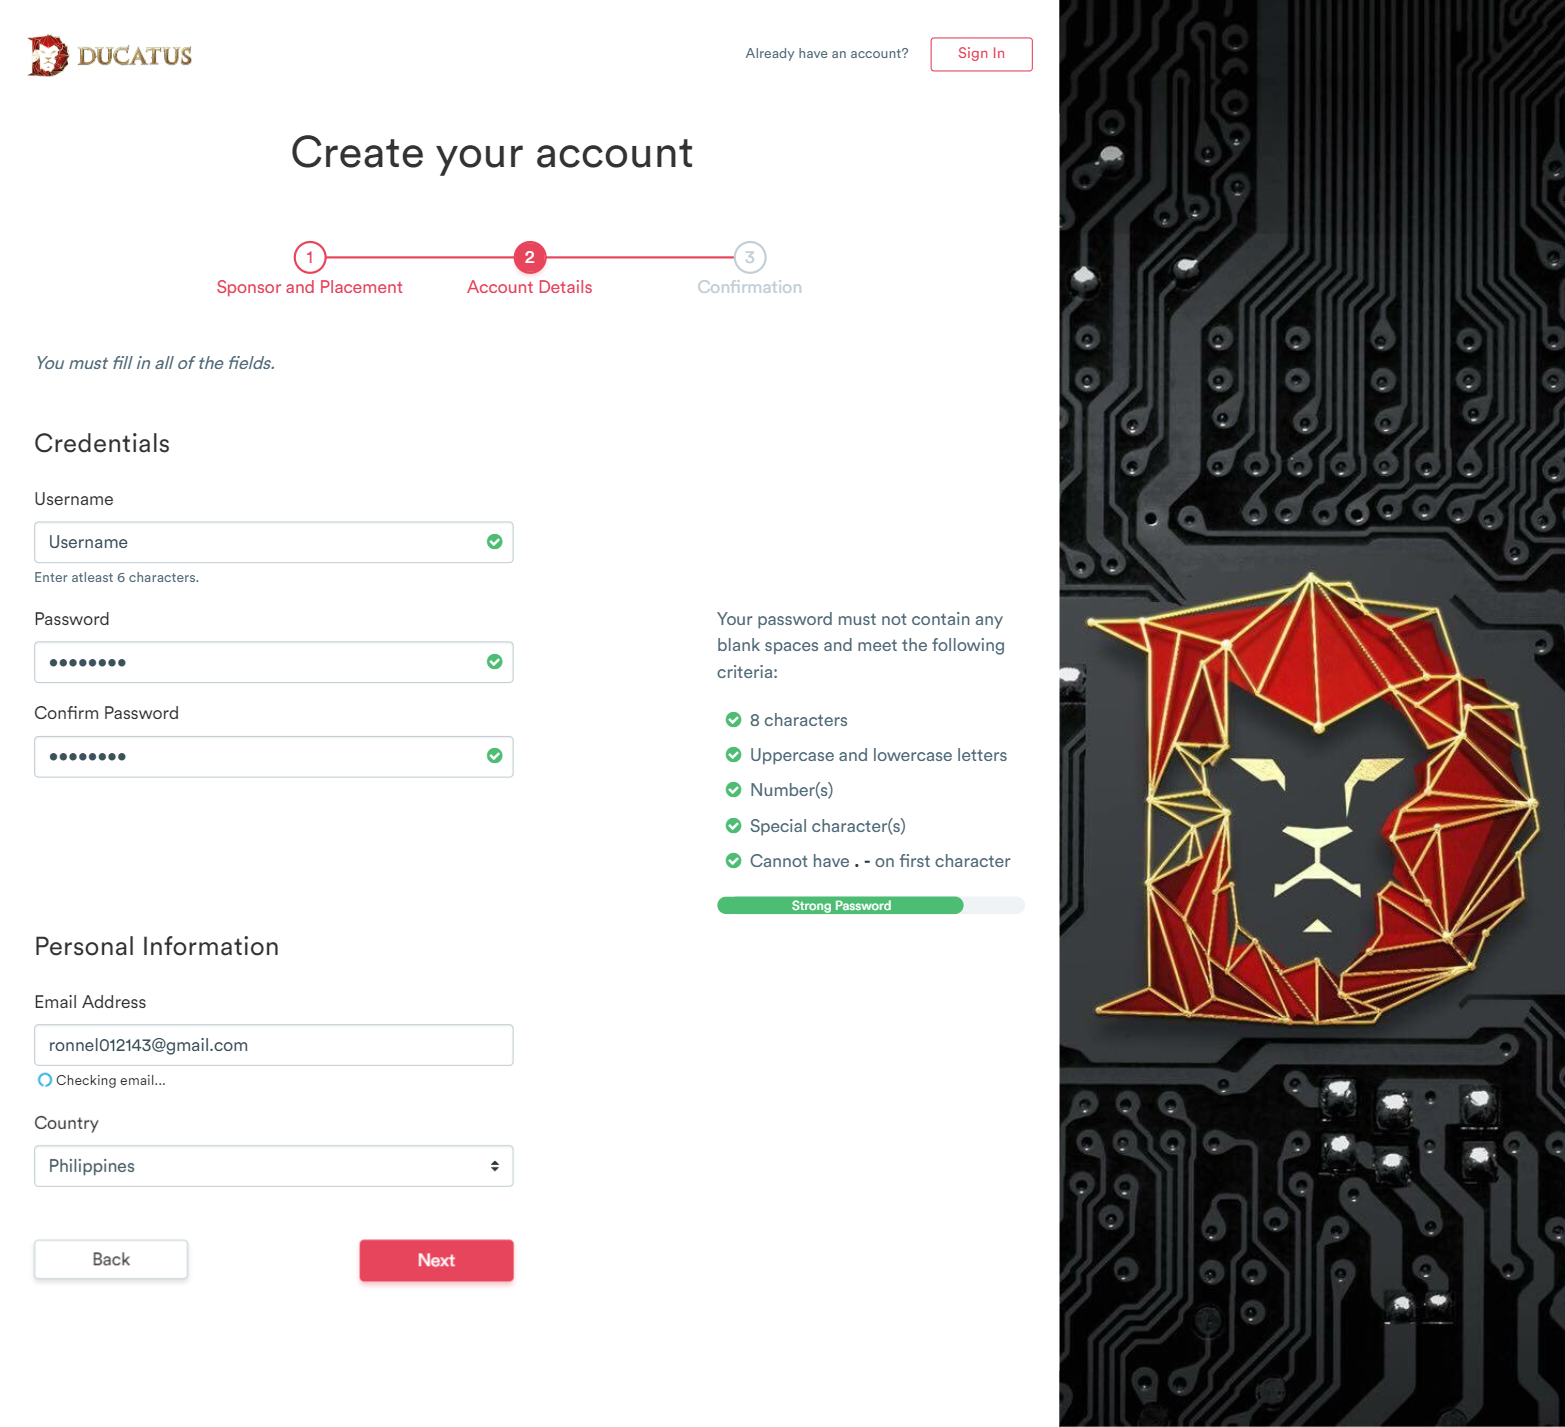 DUCATUS
Already have an account?
Sign In
Create your account
1
2
3
Sponsor and Placement
Account Details
Confirmation
You must fill in all of the fields.
Credentials
Username
Username
Enter atleast 6 characters.
Password
••••••••
Confirm Password
••••••••
Your password must not contain any
blank spaces and meet the following
criteria:
8 characters
Uppercase and lowercase letters
Number(s)
Special character(s)
Cannot have . - on first character
Strong Password
Personal Information
Email Address
ronnel012143@gmail.com
Checking email...
Country
Philippines
Back
Next